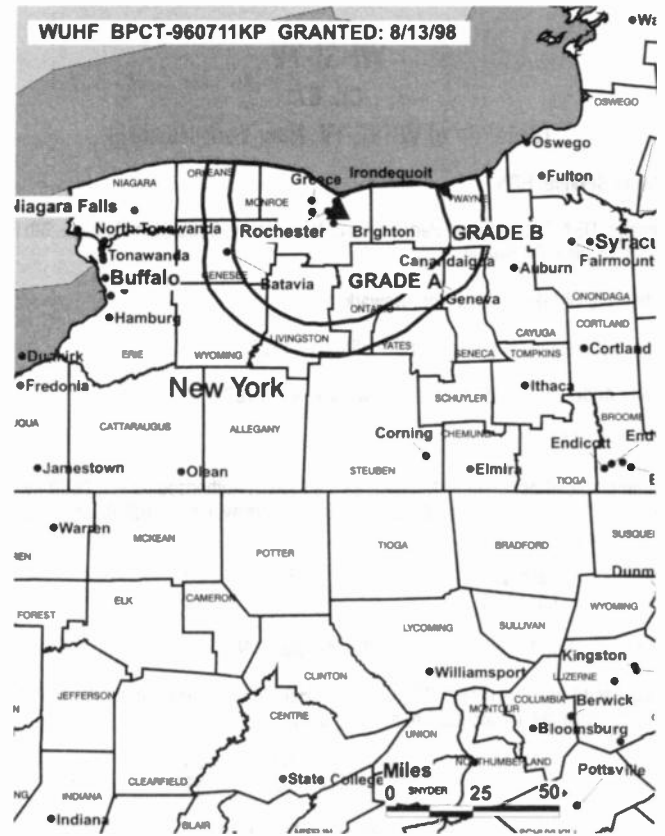 WUHF BPCT-960711KP GRANTED: 8/13/98
OSWEGO
Oswego
Fulton
ORLEANS
NIAGARA
Greece
Irondequoit
MONROE
WAYNE
Niagara Falls
North Tonawanda
Rochester
Brighton
GRADE B
Syracu
Tonawanda
Fairmount
Canandaigua
Buffalo
GENESEE
Batavia
GRADE A
Auburn
Geneva
ONONDAGA
ONTARIO
Hamburg
CORTLAND
CAYUGA
LIVINGSTON
YATES
Dunkirk
ERIE
WYOMING
SENECA
TOMPKINS
Cortland
Fredonia
New York
Ithaca
SCHUYLER
CATTARAUGUS
ALLEGANY
BROOME
Corning
CHEMUNG
Endicott
Jamestown
Olean
STEUBEN
Elmira
TIOGA
Warren
MCKEAN
POTTER
TIOGA
BRADFORD
SUSQUE
Dunm
ELK
CAMERON
WYOMING
FOREST
LYCOMING
SULLIVAN
CLINTON
Kingston
Williamsport
LUZERNE
JEFFERSON
CENTRE
COLUMBIA
Berwick
MONTOUR
UNION
Bloomsburg
NORTHUMBERLAND
CLEARFIELD
State College
Miles
Pottsville
INDIANA
SNYDER
0 25 50
Indiana
BLAIR